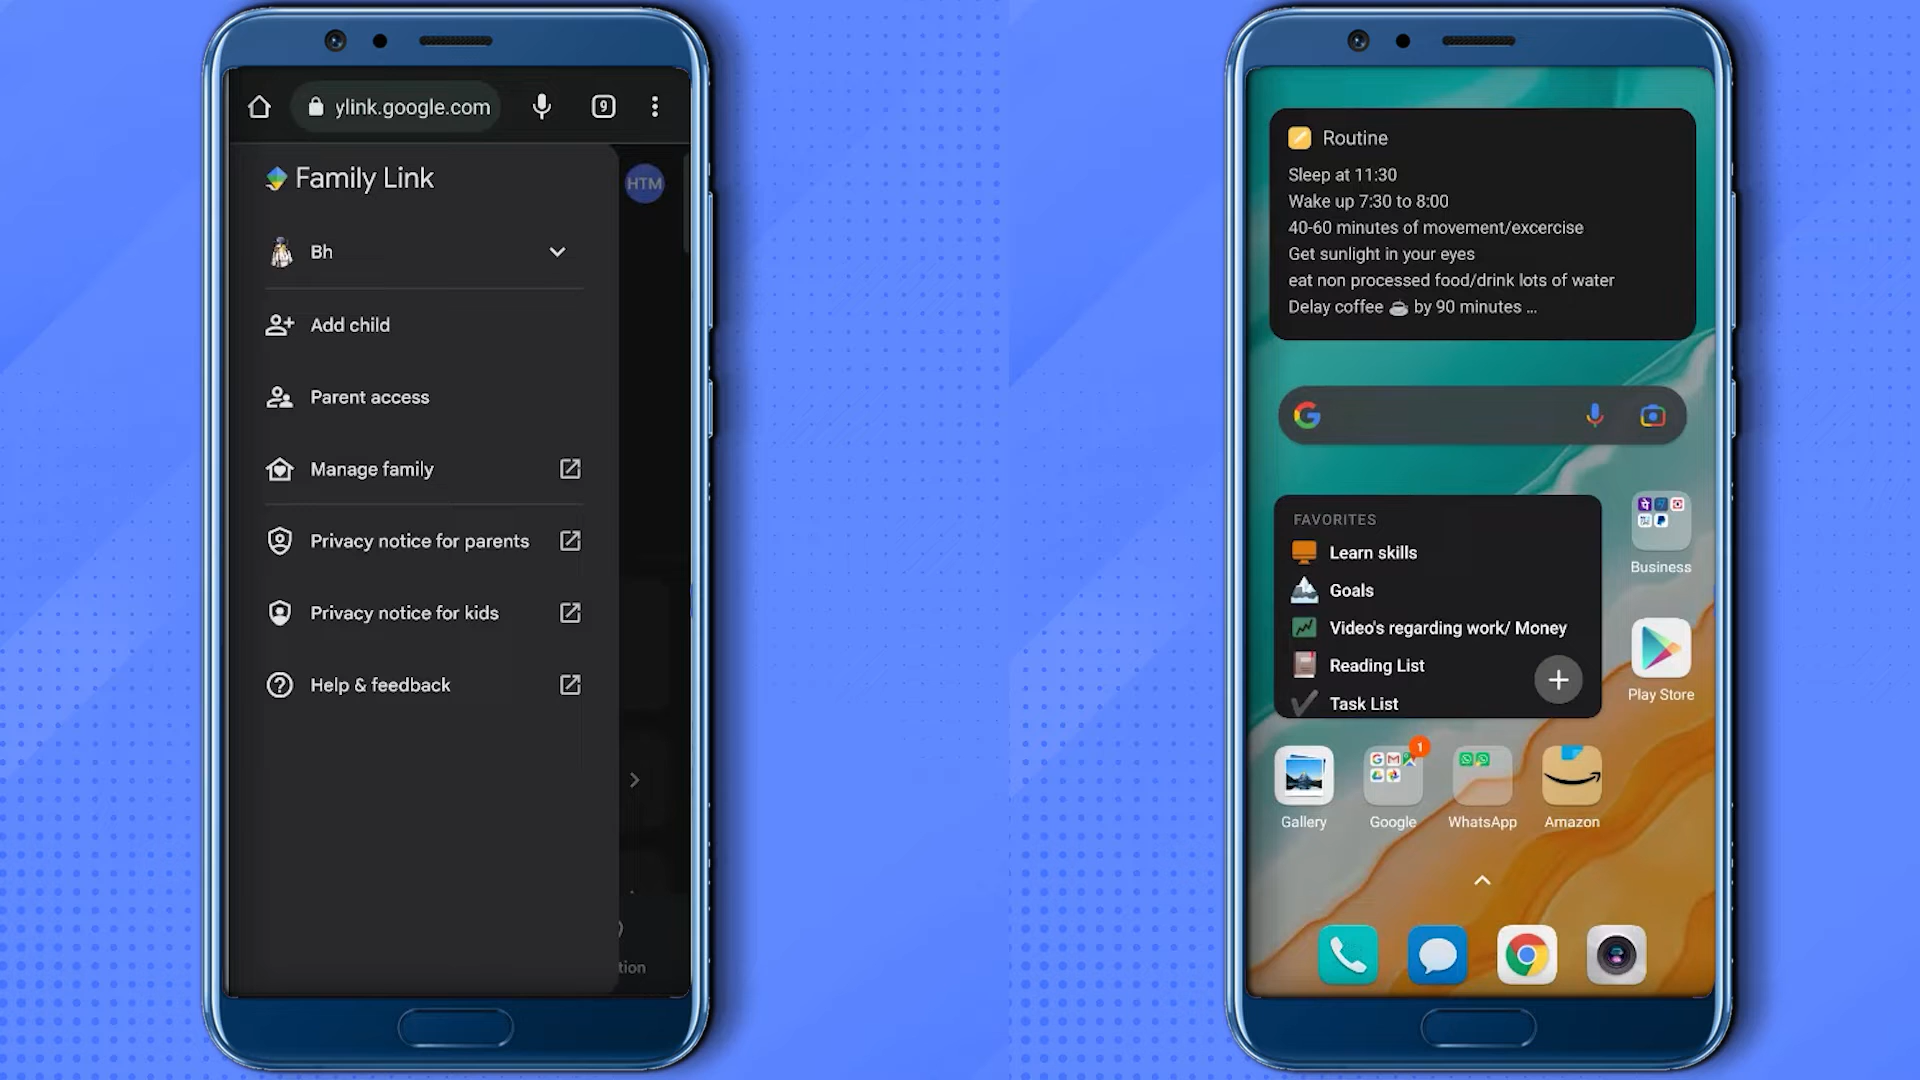 ylink.google.com
9
Family Link
HTM
Bh
Add child
Parent access
Manage family
Privacy notice for parents
Privacy notice for kids
Help & feedback
tion
Routine
Sleep at 11:30
Wake up 7:30 to 8:00
40-60 minutes of movement/excercise
Get sunlight in your eyes
eat non processed food/drink lots of water
Delay coffee ☕ by 90 minutes ...
FAVORITES
Learn skills
Goals
Video's regarding work/ Money
Reading List
Task List
Business
Play Store
1
Gallery
Google
WhatsApp
Amazon